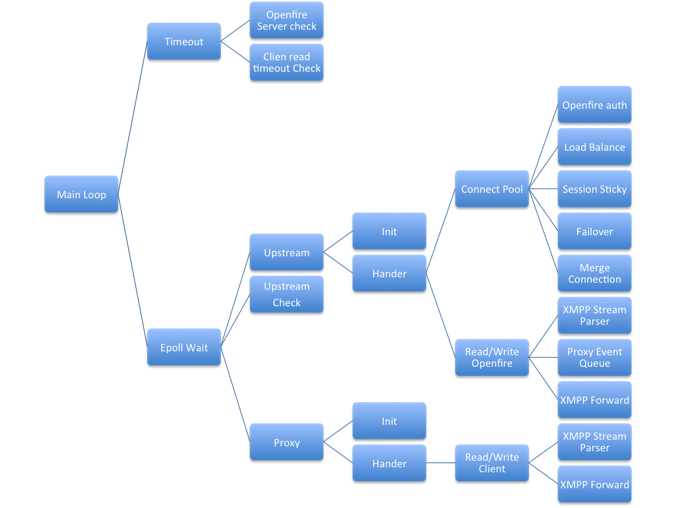 Openfire
Server check
Timeout
Clien read
timeout Check
Openfire auth
Load Balance
Connect Pool
Session Sticky
Main Loop
Init
Failover
Upstream
Hander
Merge
Connection
Upstream
Check
XMPP Stream
Parser
Epoll Wait
Read/Write
Openfire
Proxy Event
Queue
XMPP Forward
Init
Proxy
XMPP Stream
Parser
Hander
Read/Write
Client
XMPP Forward